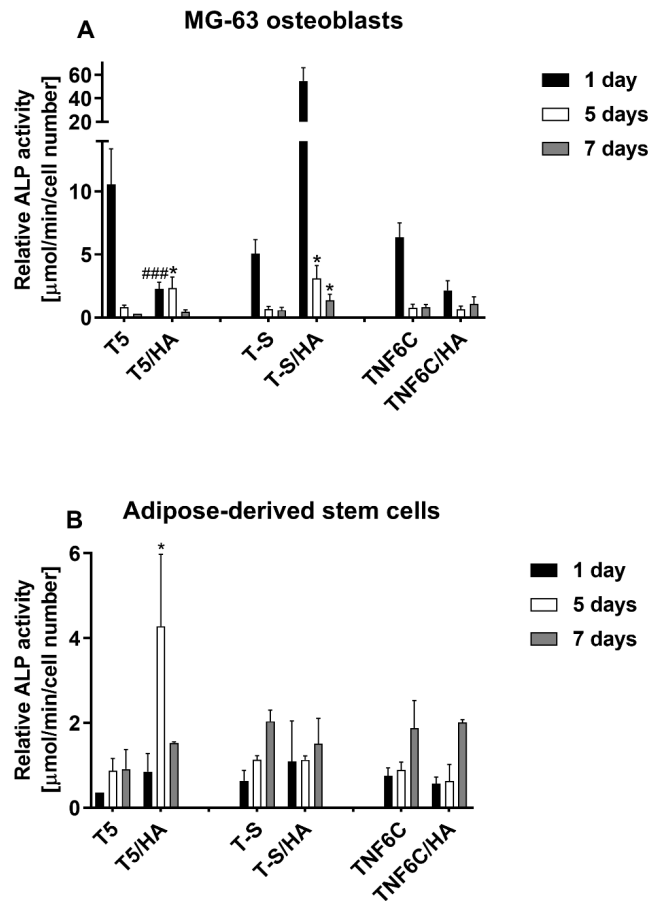 MG-63 osteoblasts
A
Relative ALP activity
[μmol/min/cell number]
60
40
20
10
5
0
###
*
*
*
T5
T5/HA
T-S
T-S/HA
TNF6C
TNF6C/HA
1 day
5 days
7 days
B
Adipose-derived stem cells
Relative ALP activity
[μmol/min/cell number]
6
4
2
0
*
T5
T5/HA
T-S
T-S/HA
TNF6C
TNF6C/HA
1 day
5 days
7 days